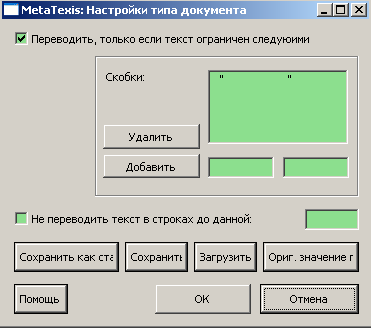 MetaTexis: Настройки типа документа
Переводить, только если текст ограничен следуюими
Скобки:
" "
Удалить
Добавить
Не переводить текст в строках до данной:
Сохранить как ста
Сохранить
Загрузить
Ориг. значение г
Помощь
OK
Отмена